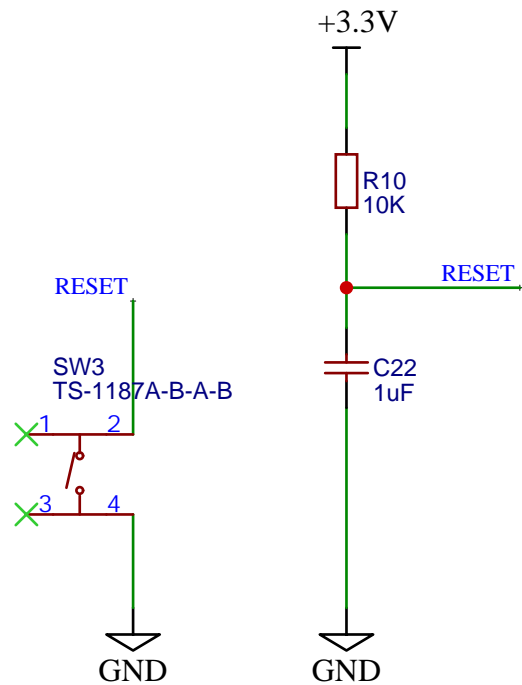 +3.3V
R10
10K
RESET
RESET
SW3
TS-1187A-B-A-B
C22
1uF
1 2
3 4
GND
GND